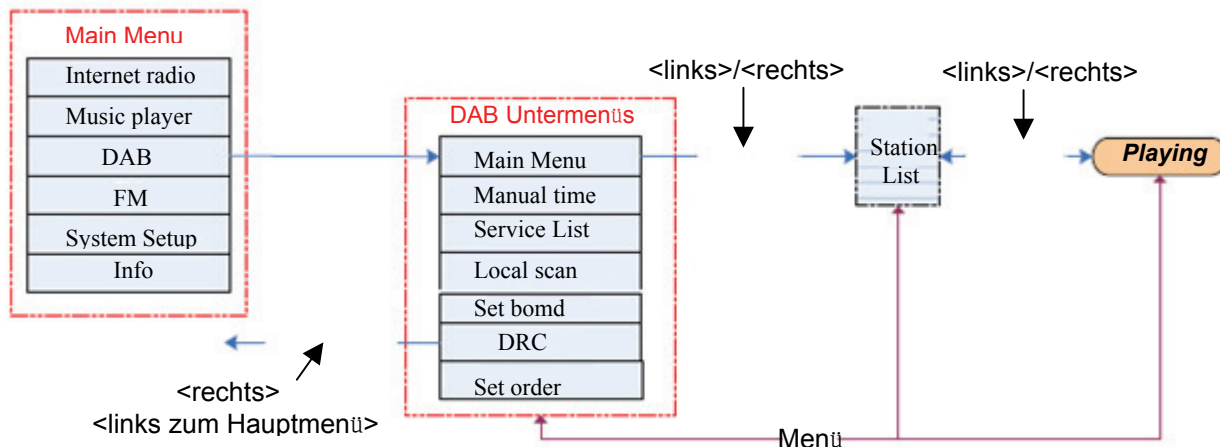 Main Menu
Internet radio
Music player
DAB
FM
System Setup
Info
<rechts>
<links zum Hauptmenü>
DAB Untermenüs
Main Menu
Manual time
Service List
Local scan
Set bomd
DRC
Set order
<links>/<rechts>
Station
List
<links>/<rechts>
Playing
Menü